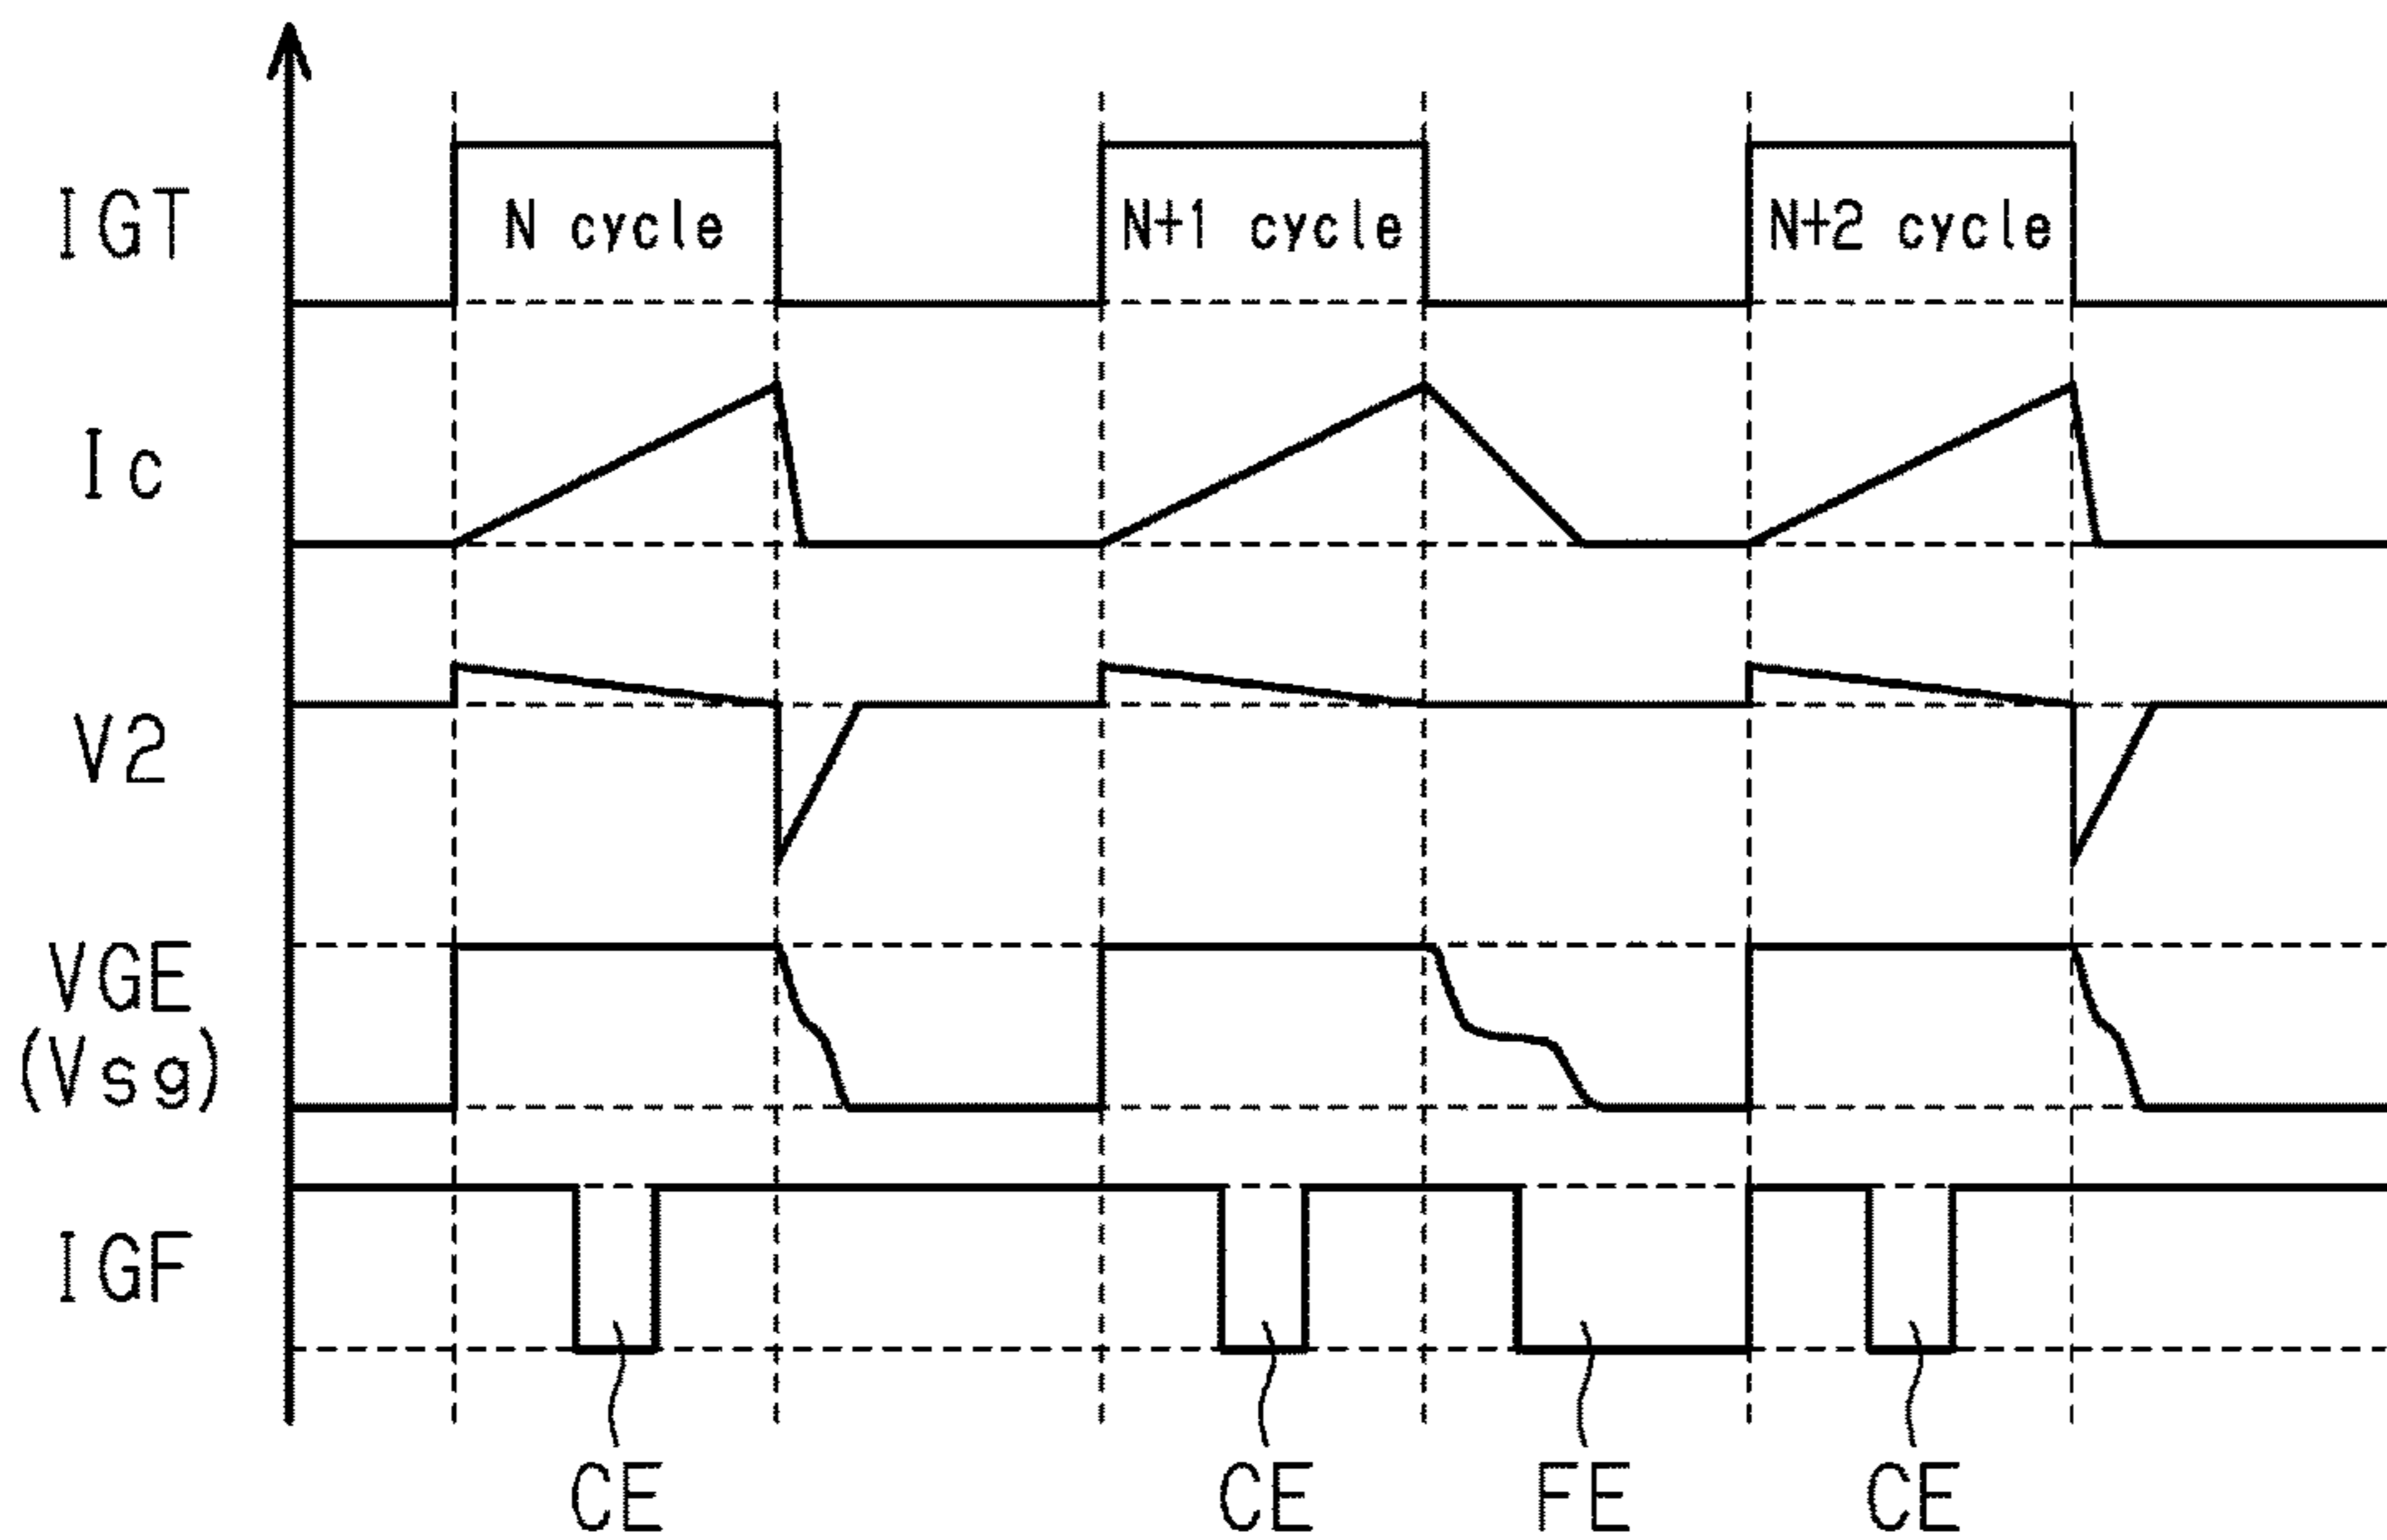 IGT
N cycle
N+1 cycle
N+2 cycle
Ic
V2
VGE
(Vsg)
IGF
CE
CE
FE
CE